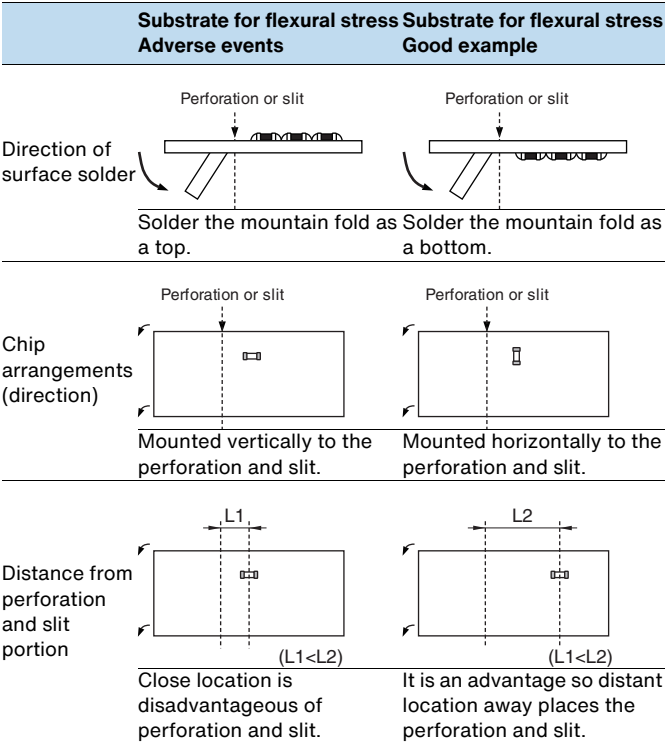 Substrate for flexural stress Substrate for flexural stress
Adverse events Good example
Perforation or slit Perforation or slit
Direction of
surface solder
Solder the mountain fold as Solder the mountain fold as
a top. a bottom.
Perforation or slit Perforation or slit
Chip
arrangements
(direction)
Mounted vertically to the Mounted horizontally to the
perforation and slit. perforation and slit.
L1 L2
Distance from
perforation
and slit
portion
(L1<L2) (L1<L2)
Close location is It is an advantage so distant
disadvantageous of location away places the
perforation and slit. perforation and slit.